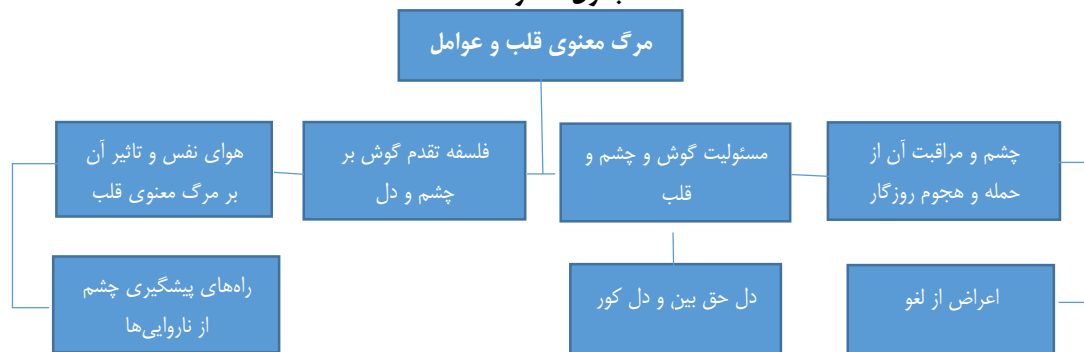 مرگ معنوی قلب و عوامل
چشم و مراقبت آن از
حمله و هجوم روزگار
مسئولیت گوش و چشم و
قلب
فلسفه تقدم گوش بر
چشم و دل
هوای نفس و تاثیر آن
بر مرگ معنوی قلب
اعراض از لغو
دل حق بین و دل کور
راه‌های پیشگیری چشم
از ناروایی‌ها